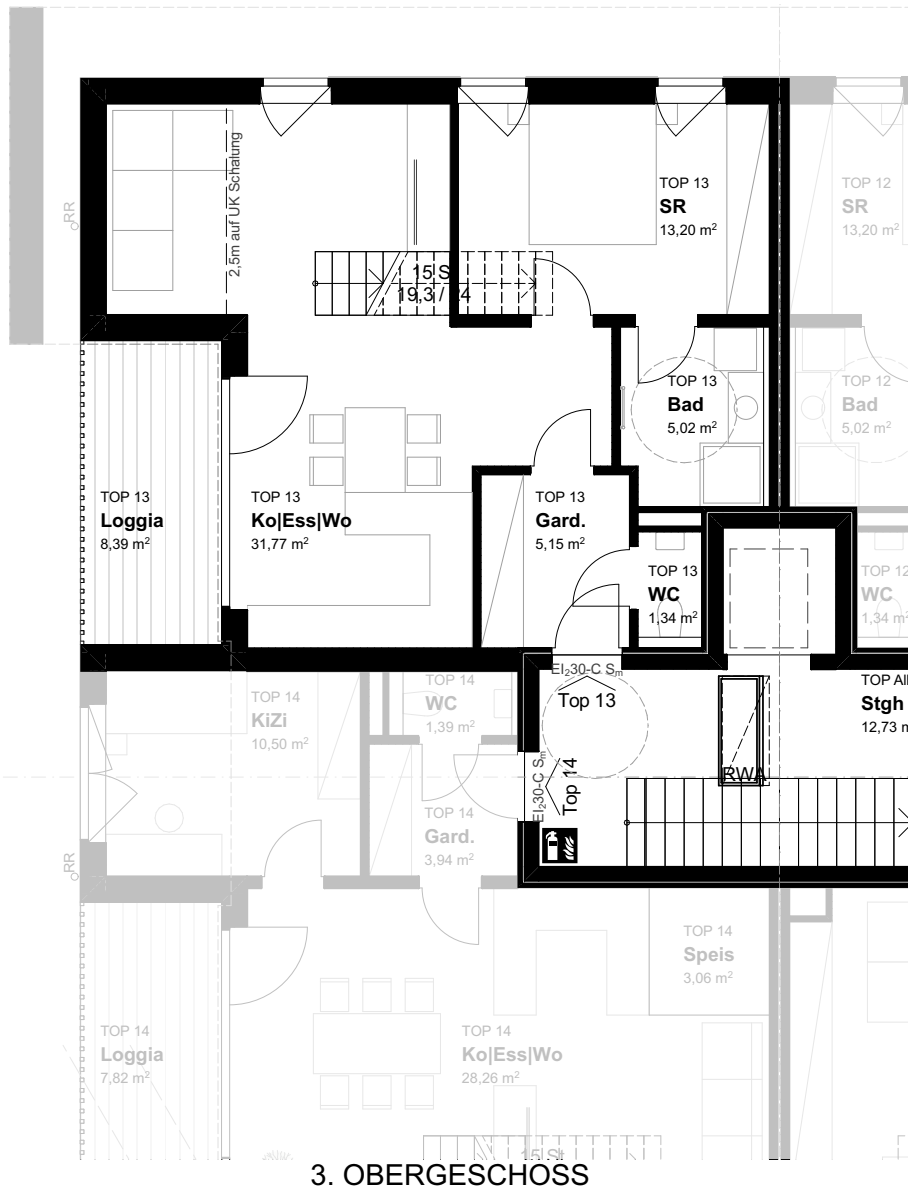 RR
2,5m auf UK Schalung
TOP 13
SR
13,20 m²
TOP 12
SR
13,20 m²
19,3 /
TOP 13
Bad
5,02 m²
TOP 12
Bad
5,02 m²
TOP 13
Loggia
8,39 m²
TOP 13
Ko|Ess|Wo
31,77 m²
TOP 13
Gard.
5,15 m²
TOP 13
WC
1,34 m²
TOP 12
WC
1,34 m²
EI₂30-C Sₘ
Top 13
TOP 14
KiZi
10,50 m²
TOP 14
WC
1,39 m²
Stgh
12,73 m
EI₂30-C Sₘ
Top 14
RWA
TOP 14
Gard.
3,94 m²
RR
TOP 14
Speis
3,06 m²
TOP 14
Loggia
7,82 m²
TOP 14
Ko|Ess|Wo
28,26 m²
3. OBERGESCHOSS